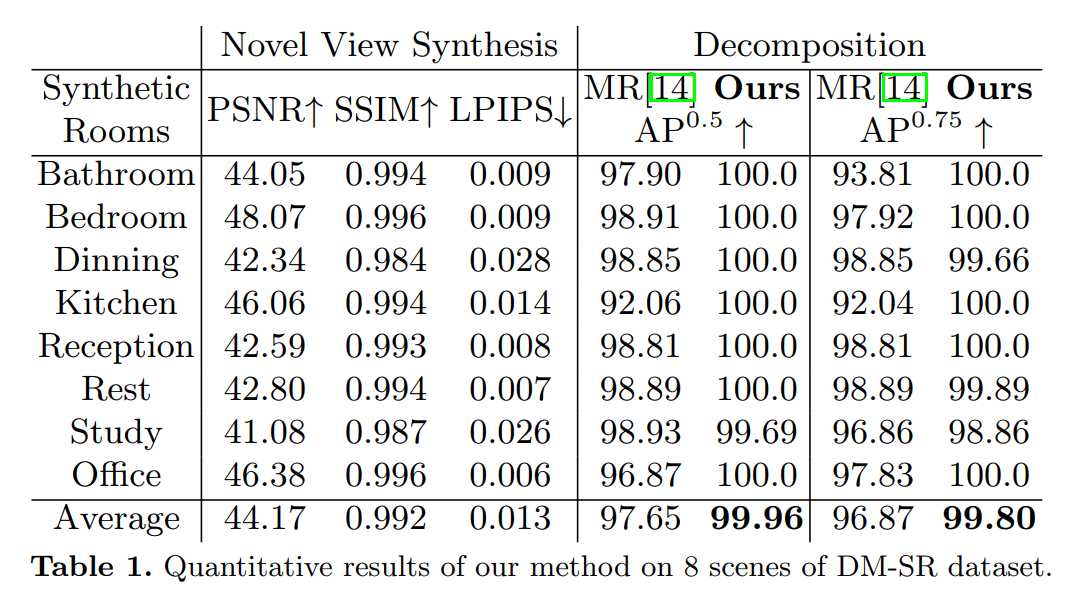 Novel View Synthesis Decomposition
Synthetic Rooms PSNR↑ SSIM↑ LPIPS↓ MR[14] Ours AP^0.5 ↑ MR[14] Ours AP^0.75 ↑
Bathroom 44.05 0.994 0.009 97.90 100.0 93.81 100.0
Bedroom 48.07 0.996 0.009 98.91 100.0 97.92 100.0
Dinning 42.34 0.984 0.028 98.85 100.0 98.85 99.66
Kitchen 46.06 0.994 0.014 92.06 100.0 92.04 100.0
Reception 42.59 0.993 0.008 98.81 100.0 98.81 100.0
Rest 42.80 0.994 0.007 98.89 100.0 98.89 99.89
Study 41.08 0.987 0.026 98.93 99.69 96.86 98.86
Office 46.38 0.996 0.006 96.87 100.0 97.83 100.0
Average 44.17 0.992 0.013 97.65 99.96 96.87 99.80
Table 1. Quantitative results of our method on 8 scenes of DM-SR dataset.